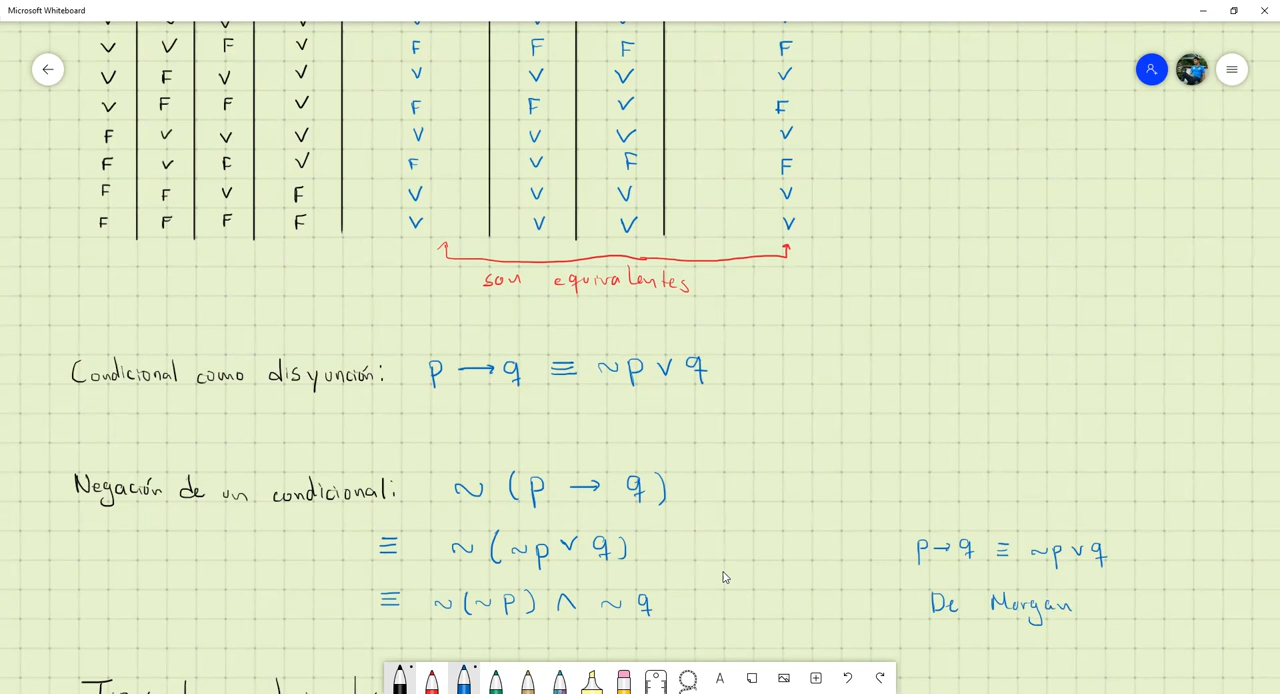 Microsoft Whiteboard
V V F V F F F F
V F V V V V V V
V F F V F F V F
F V V V V V V V
F V F V F V F F
F F V F V V V V
F F F F V V V V
son equivalentes
Condicional como disyunción: p → q ≡ ~p ∨ q
Negación de un condicional: ~ (p → q)
≡ ~ (~p ∨ q) p → q ≡ ~p ∨ q
≡ ~(~p) ∧ ~q De Morgan
A